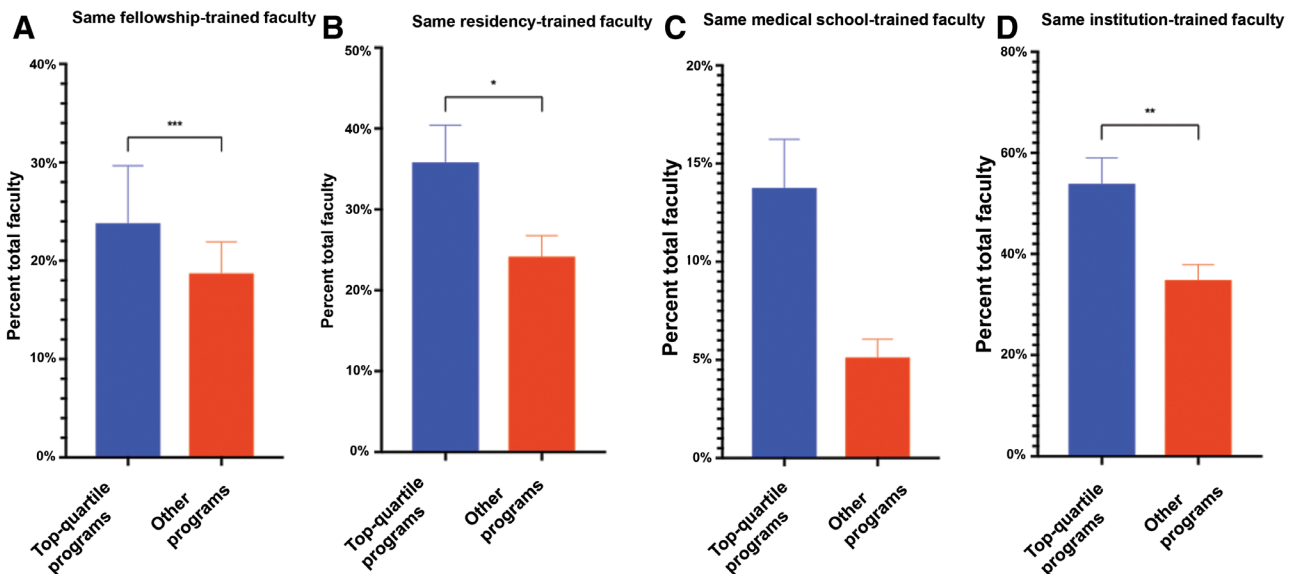 A
Same fellowship-trained faculty
Percent total faculty
40%
30%
20%
10%
0%
***
Top-quartile
programs
Other
programs
B
Same residency-trained faculty
Percent total faculty
50%
40%
30%
20%
10%
0%
*
Top-quartile
programs
Other
programs
C
Same medical school-trained faculty
Percent total faculty
20%
15%
10%
5%
0%
Top-quartile
programs
Other
programs
D
Same institution-trained faculty
Percent total faculty
80%
60%
40%
20%
0%
**
Top-quartile
programs
Other
programs